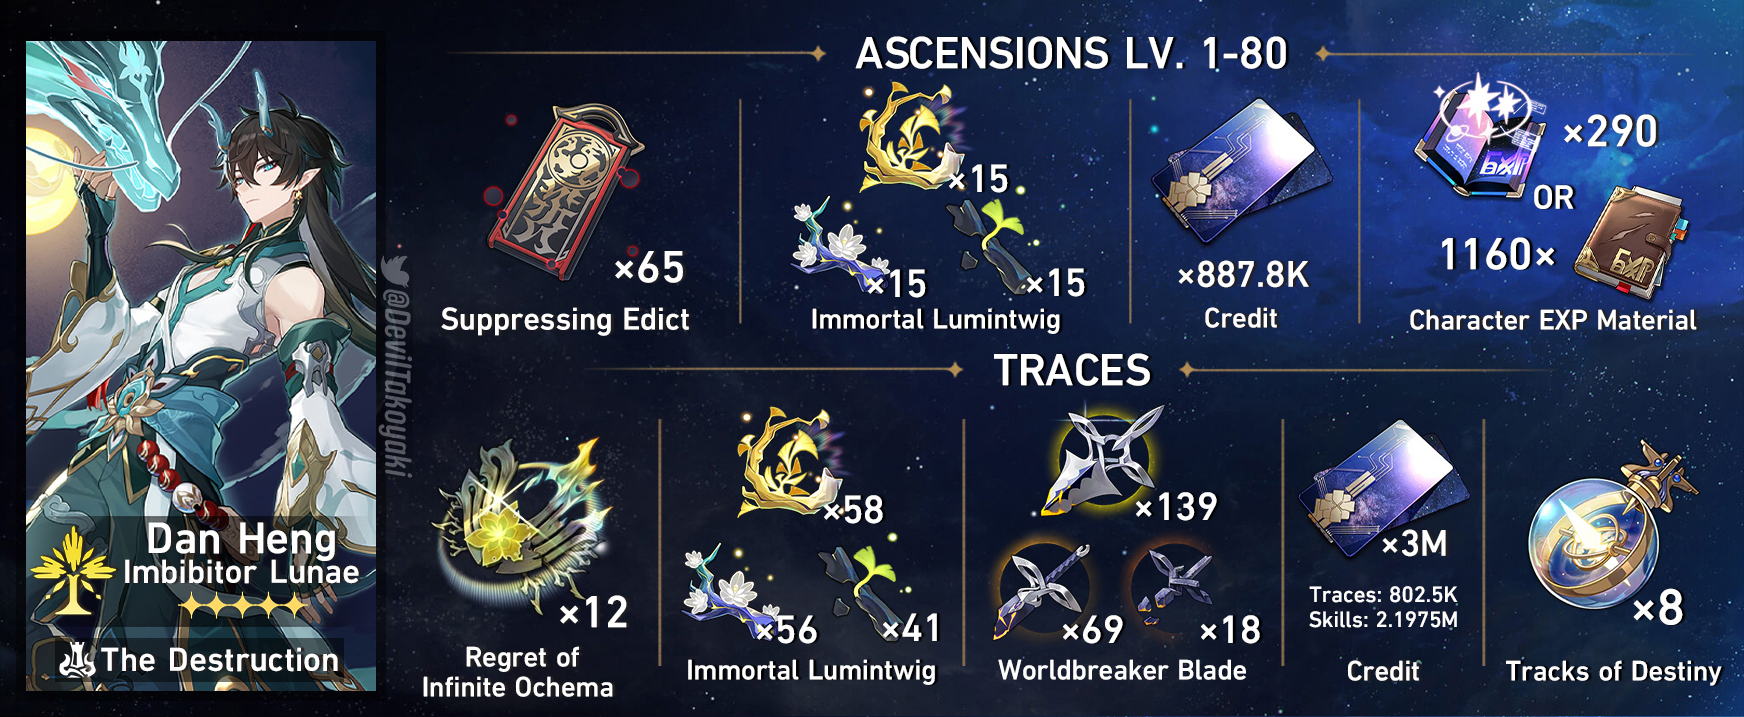 ASCENSIONS LV. 1-80
×65
Suppressing Edict
×15
×15
×15
Immortal Lumintwig
×887.8K
Credit
EXP
×290
OR
1160×
EXP
Character EXP Material
@DevilTakoyaki
TRACES
Dan Heng
Imbibitor Lunae
The Destruction
×12
Regret of
Infinite Ochema
×58
×56
×41
Immortal Lumintwig
×139
×69
×18
Worldbreaker Blade
×3M
Traces: 802.5K
Skills: 2.1975M
Credit
×8
Tracks of Destiny